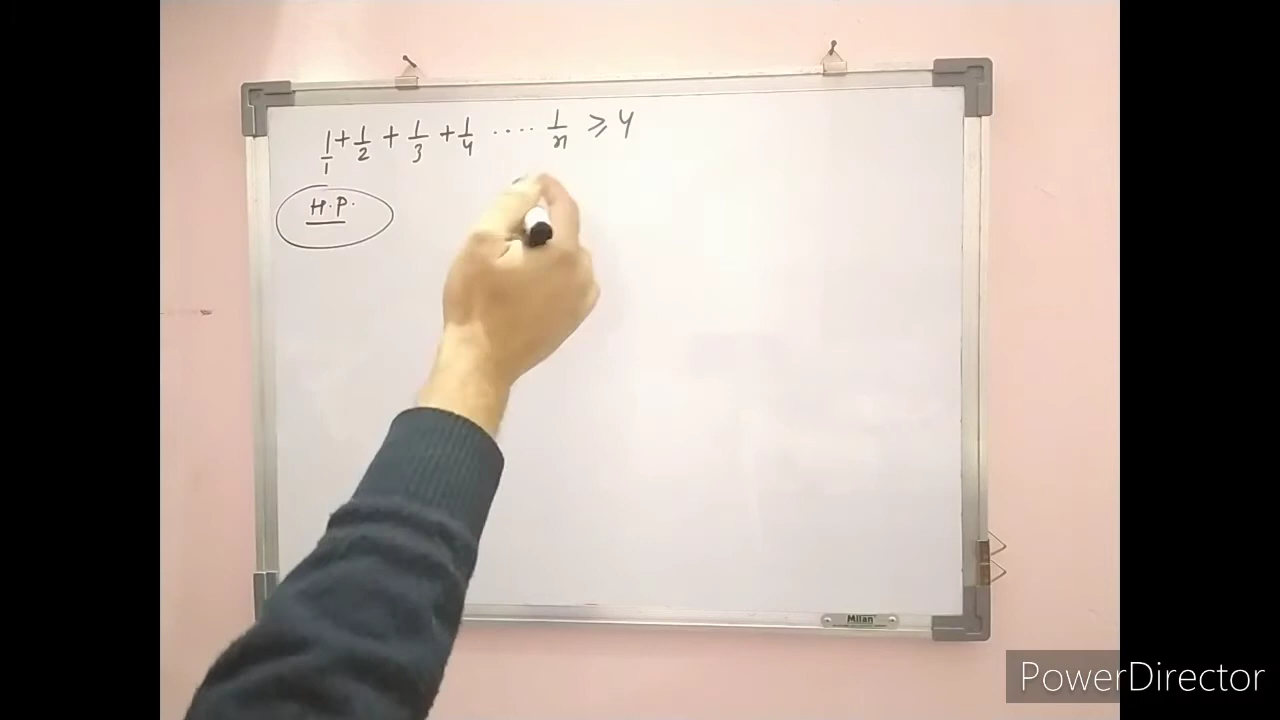 1/1 + 1/2 + 1/3 + 1/4 .... 1/n ≥ 4
H.P.
Milan
PowerDirector